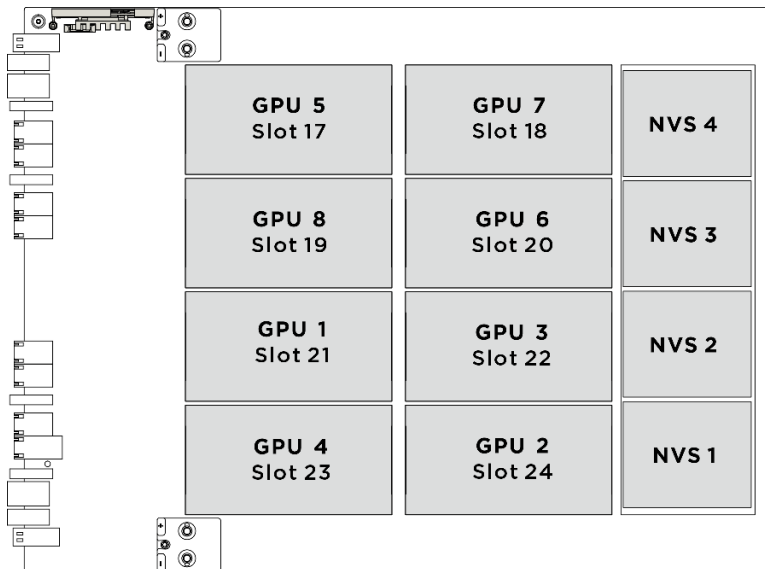 GPU 5
Slot 17
GPU 7
Slot 18
NVS 4
GPU 8
Slot 19
GPU 6
Slot 20
NVS 3
GPU 1
Slot 21
GPU 3
Slot 22
NVS 2
GPU 4
Slot 23
GPU 2
Slot 24
NVS 1